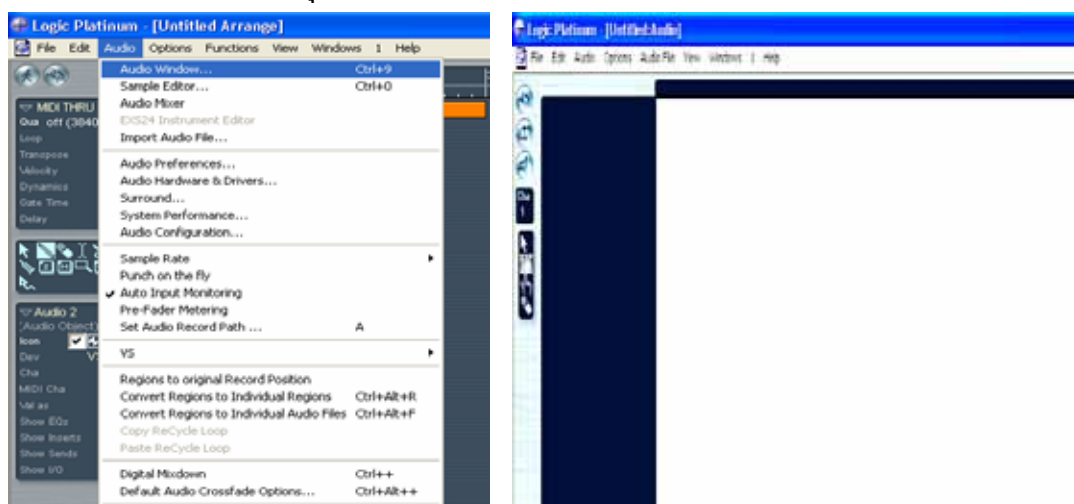 Logic Platinum - [Untitled Arrange]
File Edit Audio Options Functions View Windows 1 Help
Audio Window... Ctrl+9
Sample Editor... Ctrl+0
Audio Mixer
EXS24 Instrument Editor
Import Audio File...
Audio Preferences...
Audio Hardware & Drivers...
Surround...
System Performance...
Audio Configuration...
Sample Rate
Punch on the fly
Auto Input Monitoring
Pre-Fader Metering
Set Audio Record Path ... A
VS
Regions to original Record Position
Convert Regions to Individual Regions Ctrl+Alt+R
Convert Regions to Individual Audio Files Ctrl+Alt+F
Copy ReCycle Loop
Paste ReCycle Loop
Digital Mixdown Ctrl++
Default Audio Crossfade Options... Ctrl+Alt++
MIDI THRU
Qua off (3840
Loop
Transpose
Velocity
Dynamics
Gate Time
Delay
Audio 2
(Audio Object)
Icon
Dev
Cha
MIDI Cha
Val as
Show EQs
Show Inserts
Show Sends
Show I/O
Logic Platinum - [Untitled:Audio]
File Edit Audio Options Audio File View Windows 1 Help
Cha
1